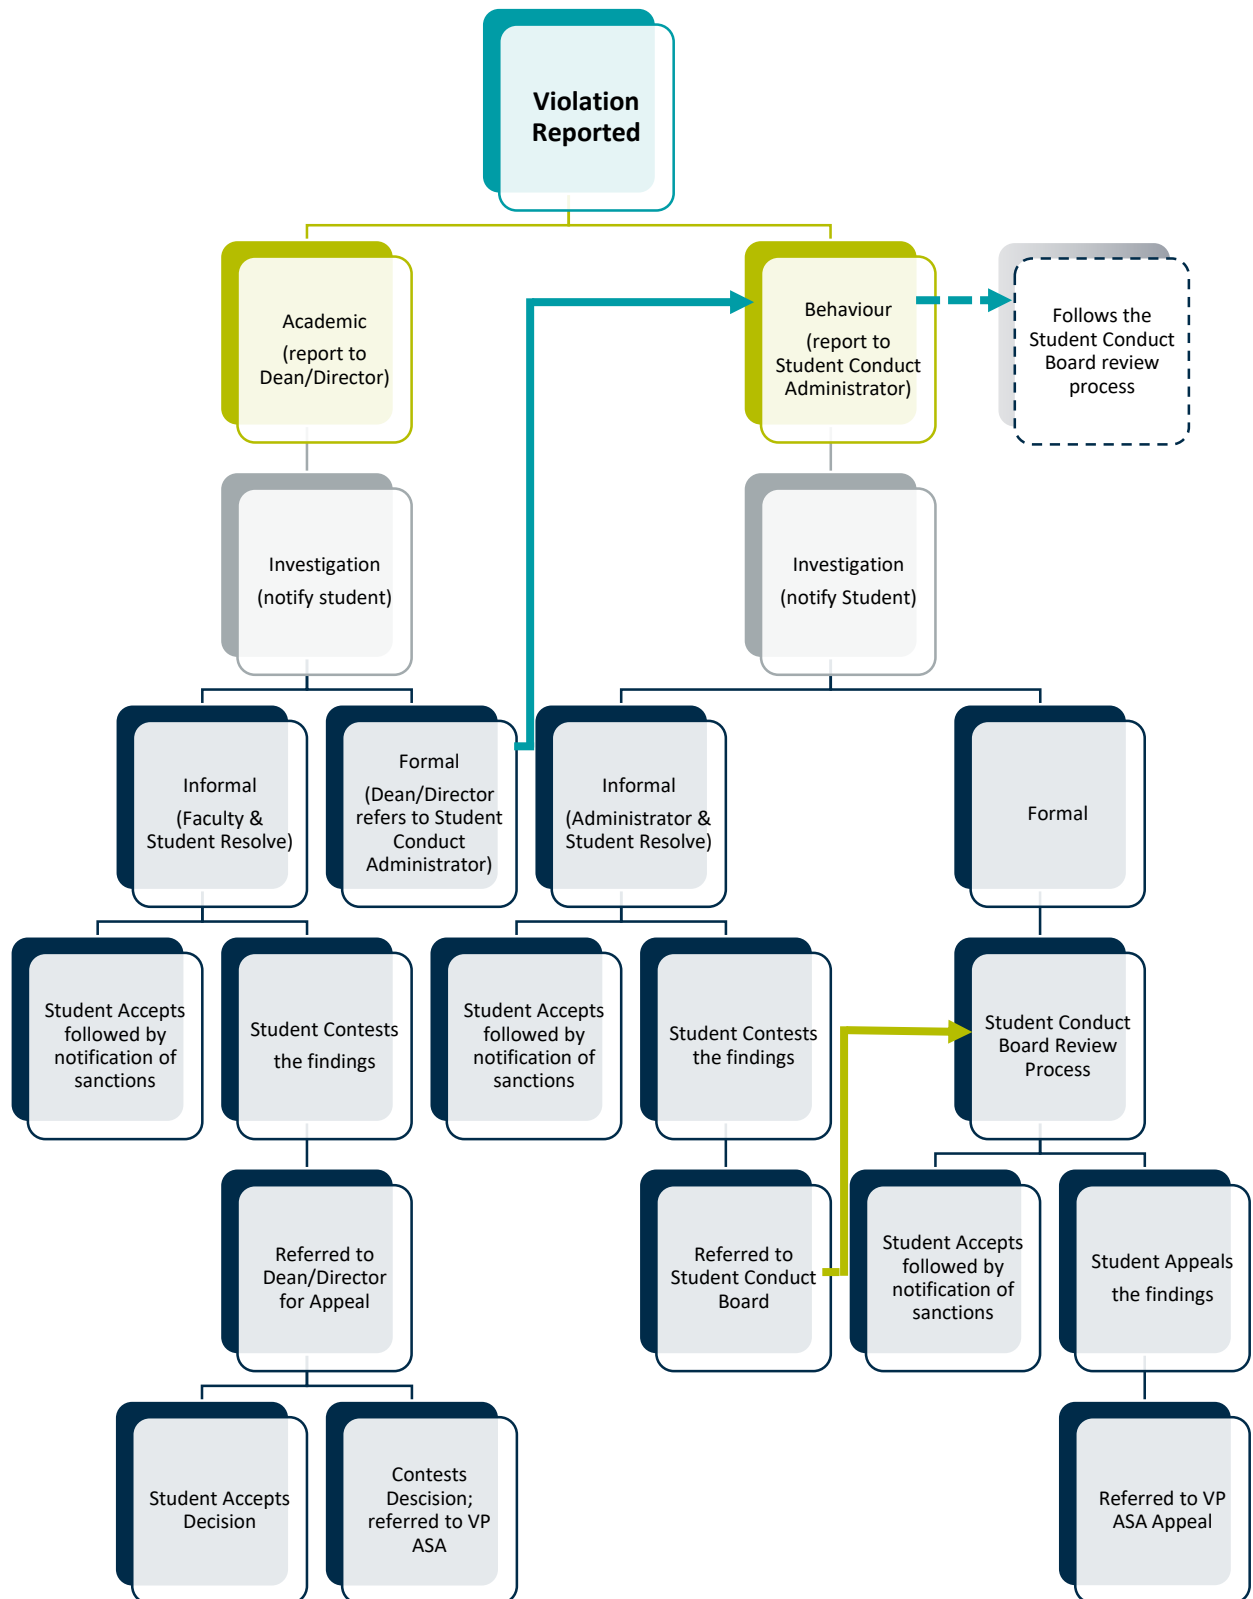 Violation
Reported
Academic
(report to
Dean/Director)
Behaviour
(report to
Student Conduct
Administrator)
Follows the
Student Conduct
Board review
process
Investigation
(notify student)
Investigation
(notify Student)
Informal
(Faculty &
Student Resolve)
Formal
(Dean/Director
refers to Student
Conduct
Administrator)
Informal
(Administrator &
Student Resolve)
Formal
Student Accepts
followed by
notification of
sanctions
Student Contests
the findings
Student Accepts
followed by
notification of
sanctions
Student Contests
the findings
Student Conduct
Board Review
Process
Referred to
Dean/Director
for Appeal
Referred to
Student Conduct
Board
Student Accepts
followed by
notification of
sanctions
Student Appeals
the findings
Student Accepts
Decision
Contests
Descision;
referred to VP
ASA
Referred to VP
ASA Appeal